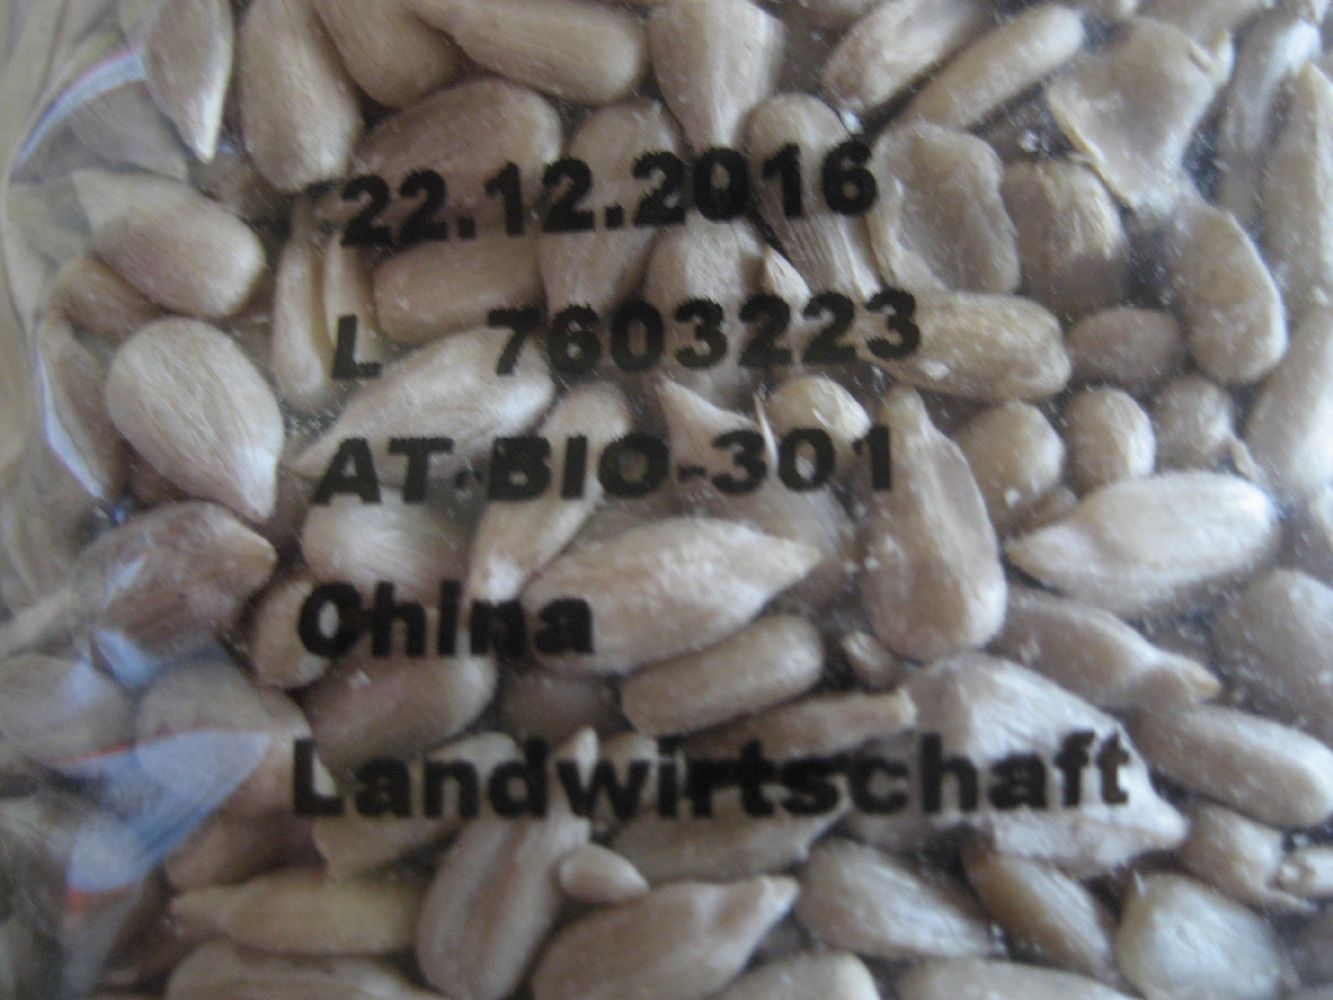 22.12.2016
L 7603223
AT-BIO-301
China
Landwirtschaft